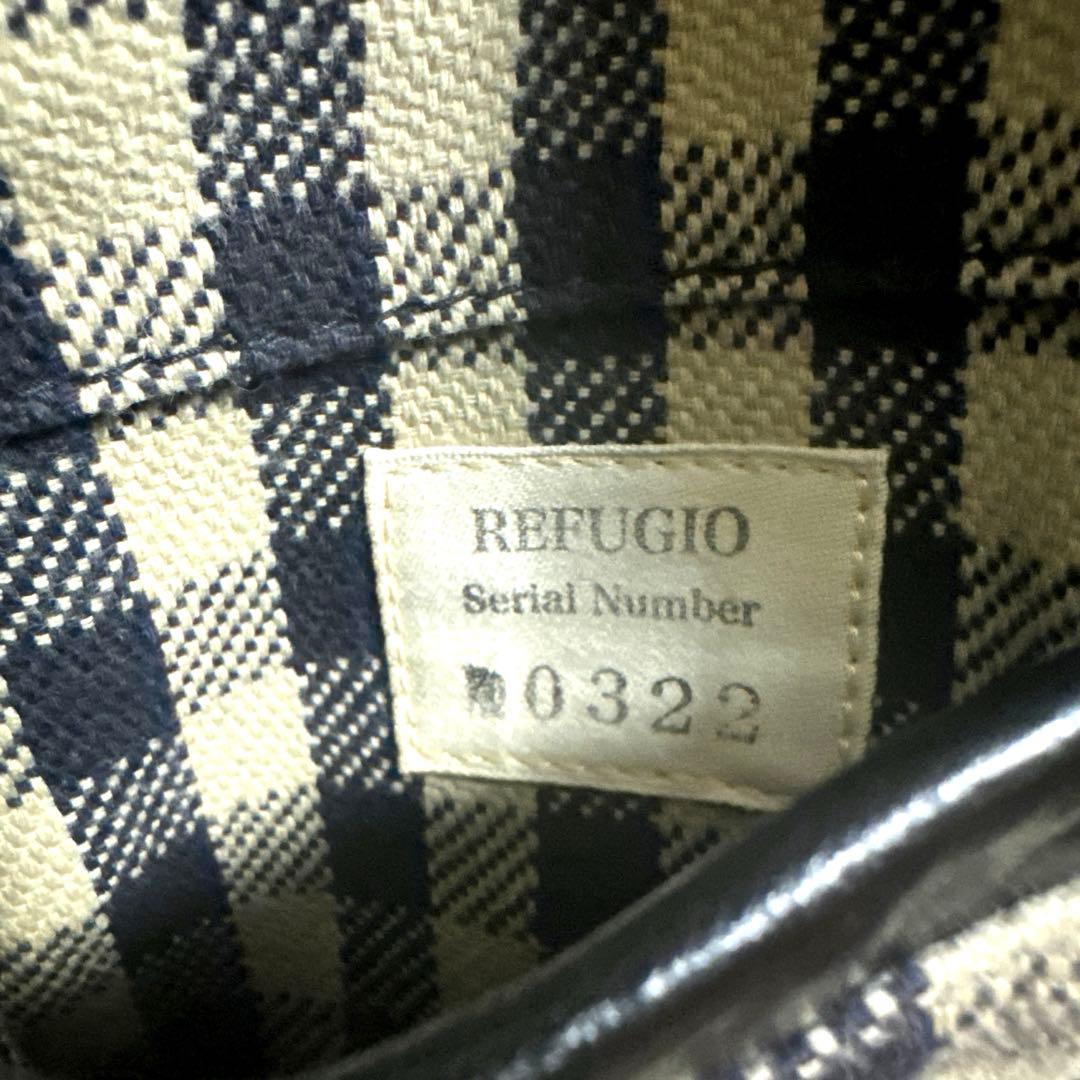 REFUGIO
Serial Number
0322